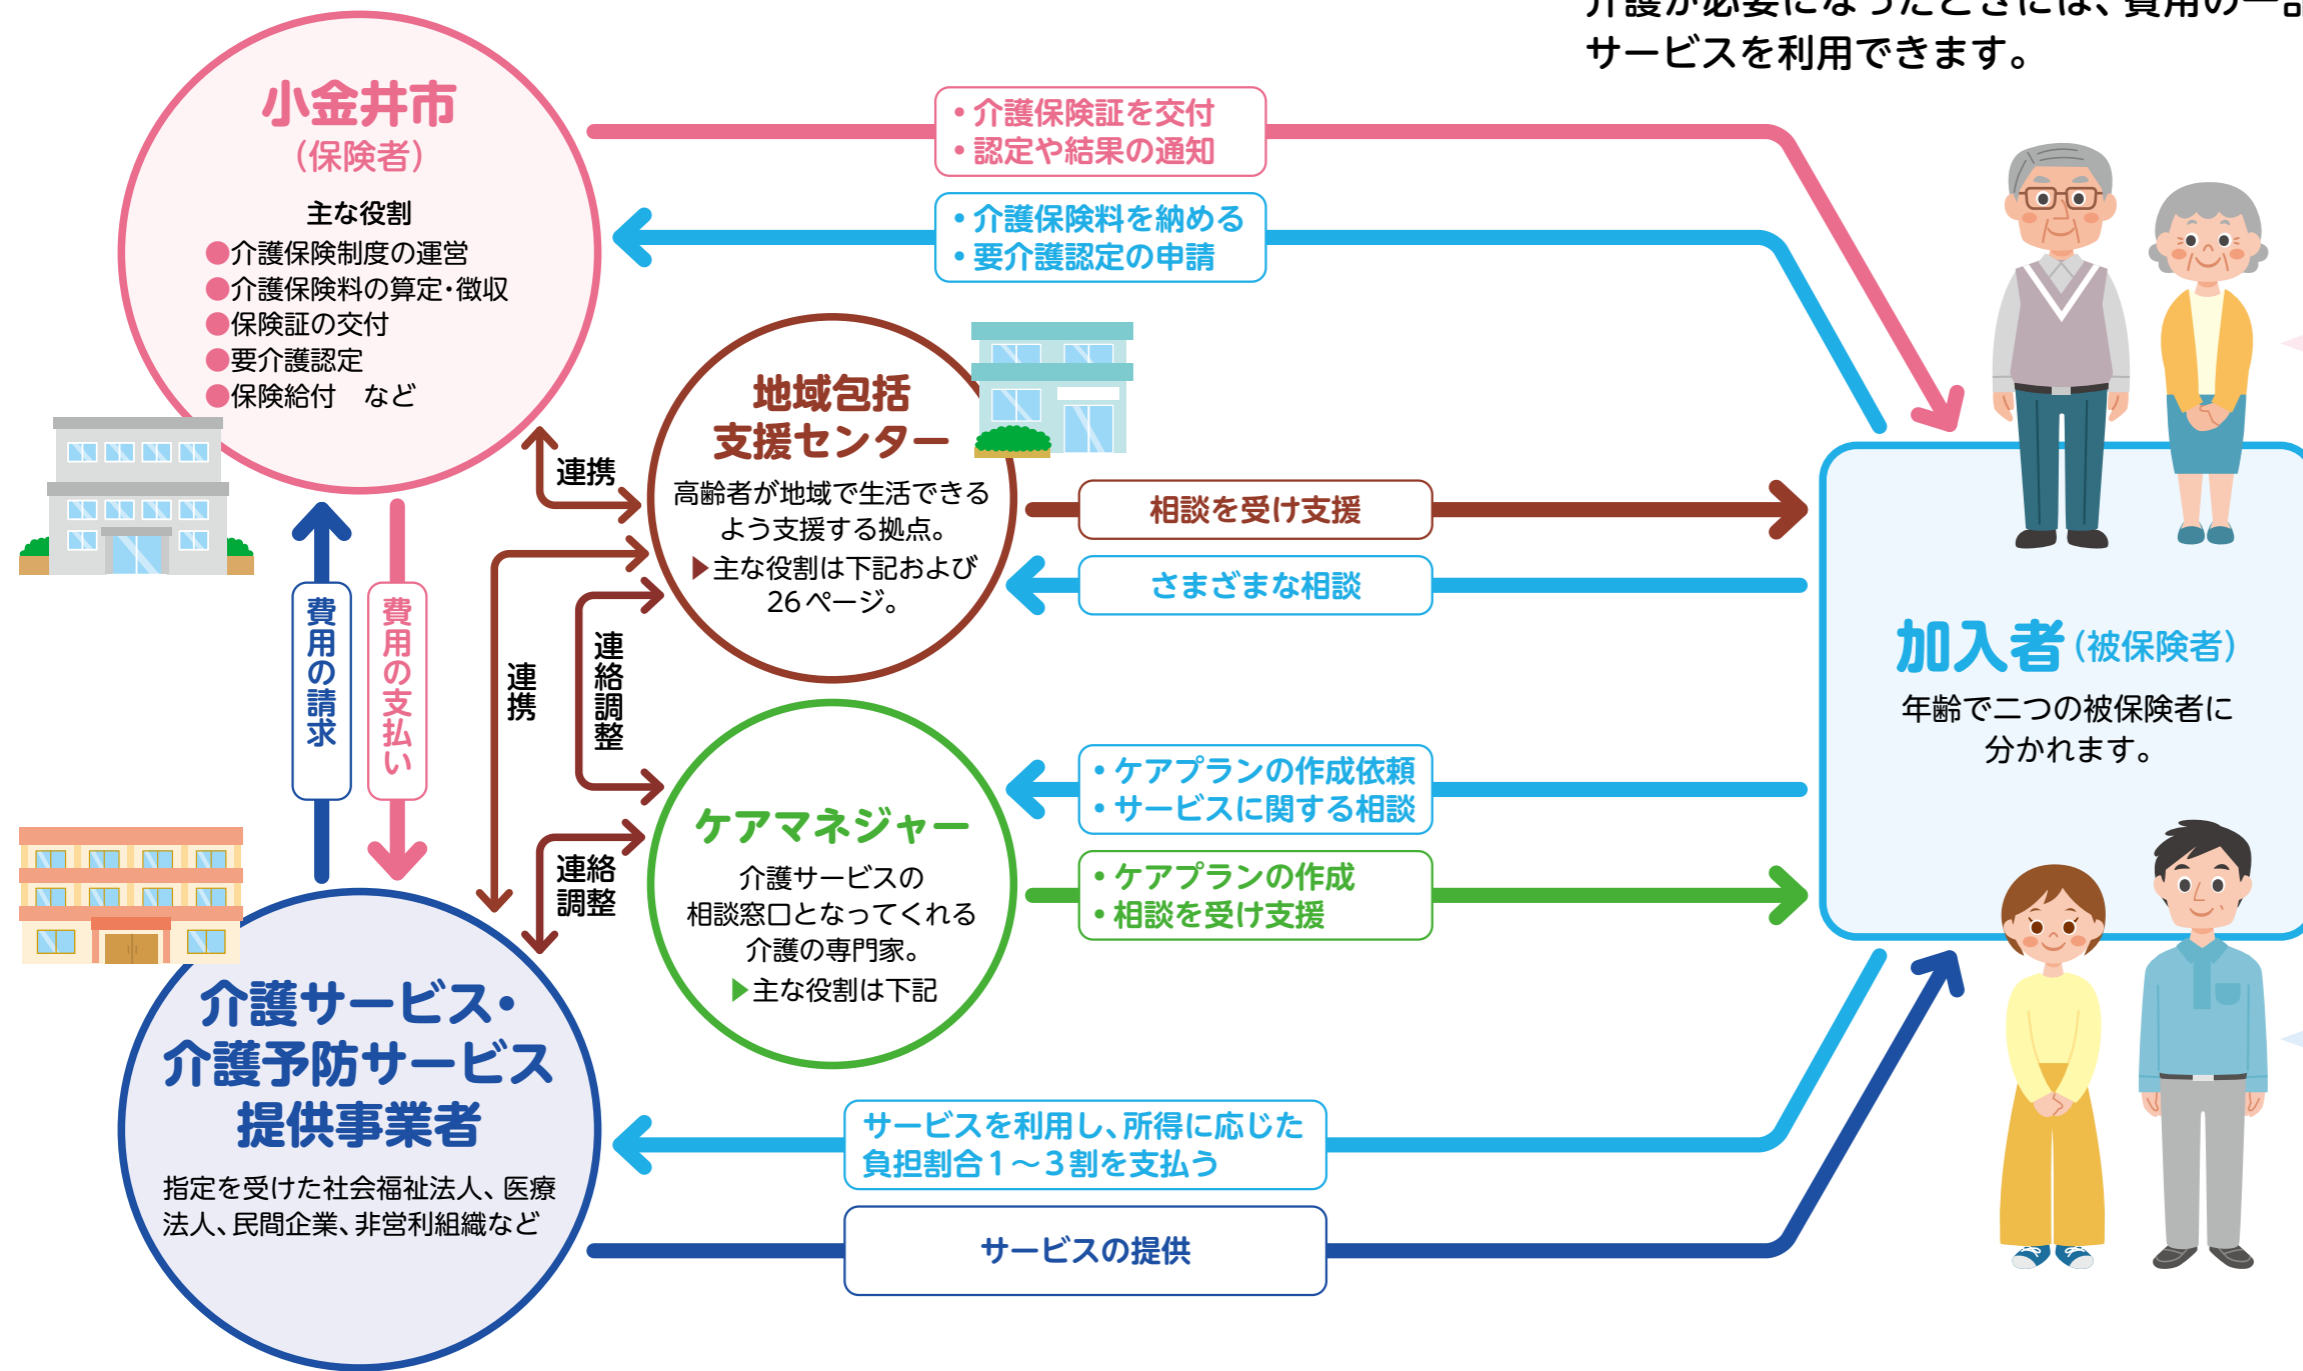 介護が必要になったときには、費用の一部
サービスを利用できます。
小金井市
（保険者）
主な役割
●介護保険制度の運営
●介護保険料の算定・徴収
●保険証の交付
●要介護認定
●保険給付　など
・介護保険証を交付
・認定や結果の通知
・介護保険料を納める
・要介護認定の申請
地域包括
支援センター
高齢者が地域で生活できる
よう支援する拠点。
▶主な役割は下記および
26ページ。
連携
相談を受け支援
さまざまな相談
費用の請求
費用の支払い
連携
連絡調整
加入者（被保険者）
年齢で二つの被保険者に
分かれます。
ケアマネジャー
介護サービスの
相談窓口となってくれる
介護の専門家。
▶主な役割は下記
連絡
調整
・ケアプランの作成依頼
・サービスに関する相談
・ケアプランの作成
・相談を受け支援
介護サービス・
介護予防サービス
提供事業者
指定を受けた社会福祉法人、医療
法人、民間企業、非営利組織など
サービスを利用し、所得に応じた
負担割合1〜3割を支払う
サービスの提供